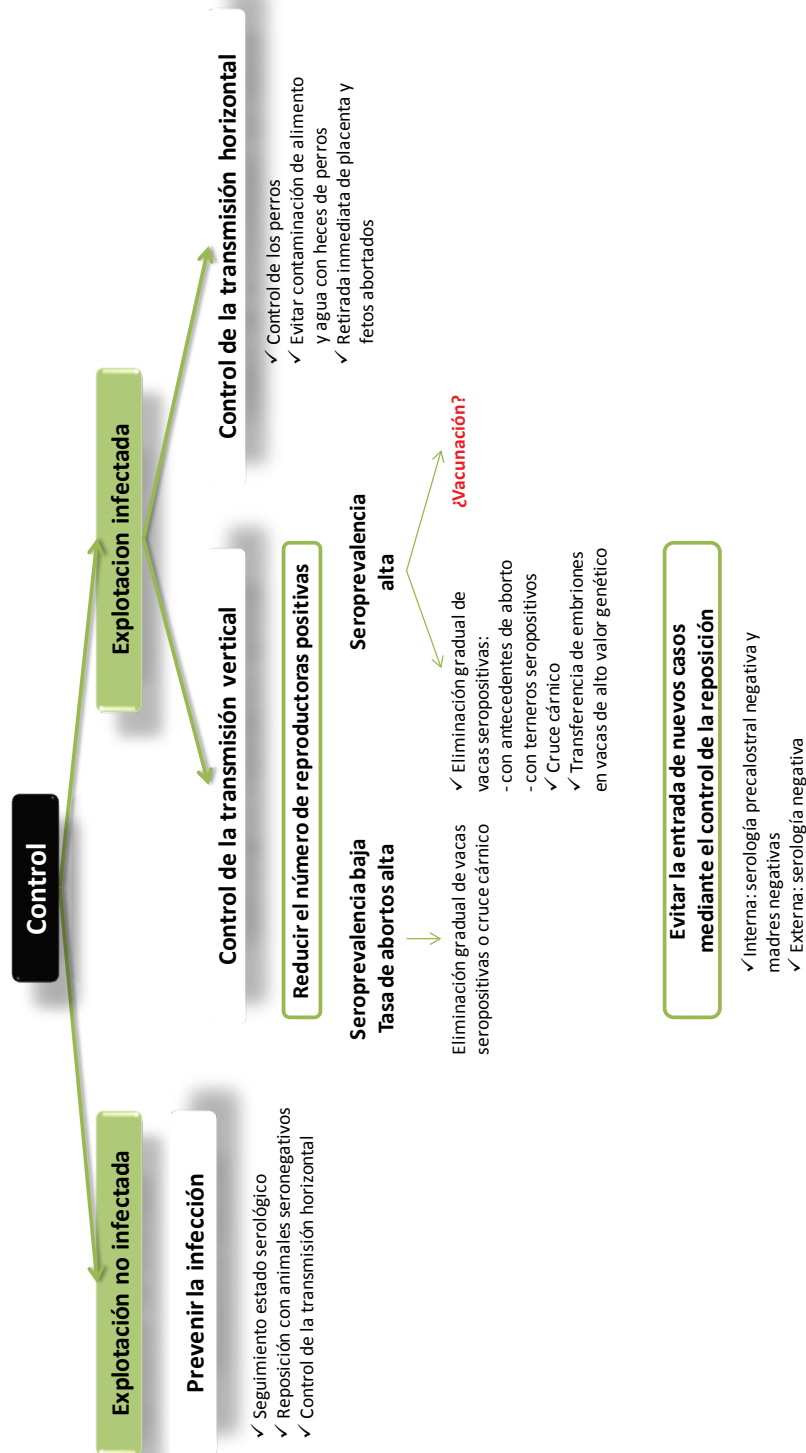 Control
Explotación no infectada
Prevenir la infección
✓ Seguimiento estado serológico
✓ Reposición con animales seronegativos
✓ Control de la transmisión horizontal
Explotacion infectada
Control de la transmisión vertical
Reducir el número de reproductoras positivas
Seroprevalencia baja
Tasa de abortos alta
Eliminación gradual de vacas
seropositivas o cruce cárnico
Seroprevalencia
alta
✓ Eliminación gradual de
vacas seropositivas:
- con antecedentes de aborto
- con terneros seropositivos
✓ Cruce cárnico
✓ Transferencia de embriones
en vacas de alto valor genético
¿Vacunación?
Evitar la entrada de nuevos casos
mediante el control de la reposición
✓ Interna: serología precalostral negativa y
madres negativas
✓ Externa: serología negativa
Control de la transmisión horizontal
✓ Control de los perros
✓ Evitar contaminación de alimento
y agua con heces de perros
✓ Retirada inmediata de placenta y
fetos abortados